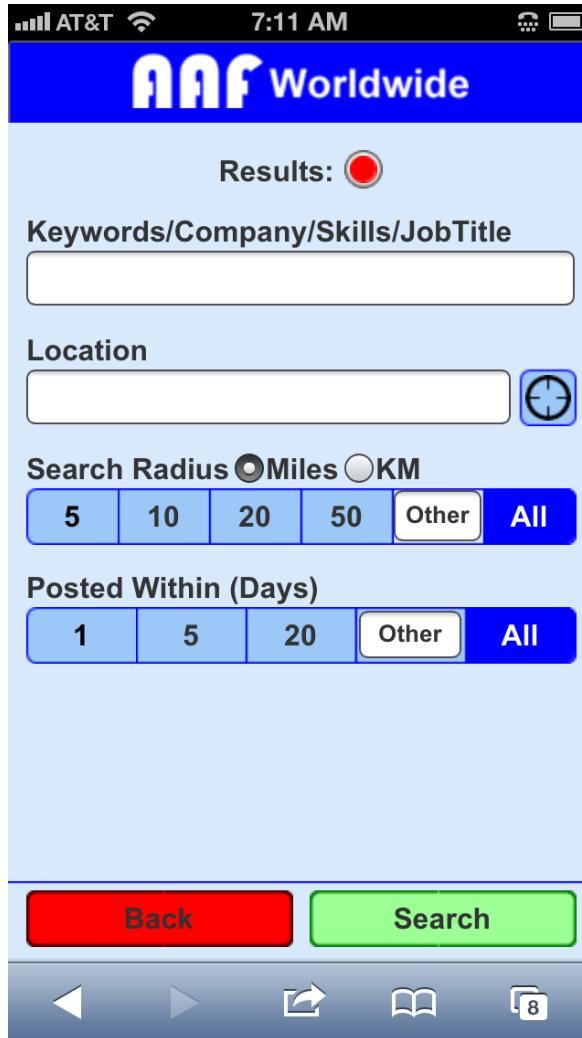 AT&T 7:11 AM
AAF Worldwide
Results:
Keywords/Company/Skills/JobTitle
Location
Search Radius Miles KM
5 10 20 50 Other All
Posted Within (Days)
1 5 20 Other All
Back Search
8